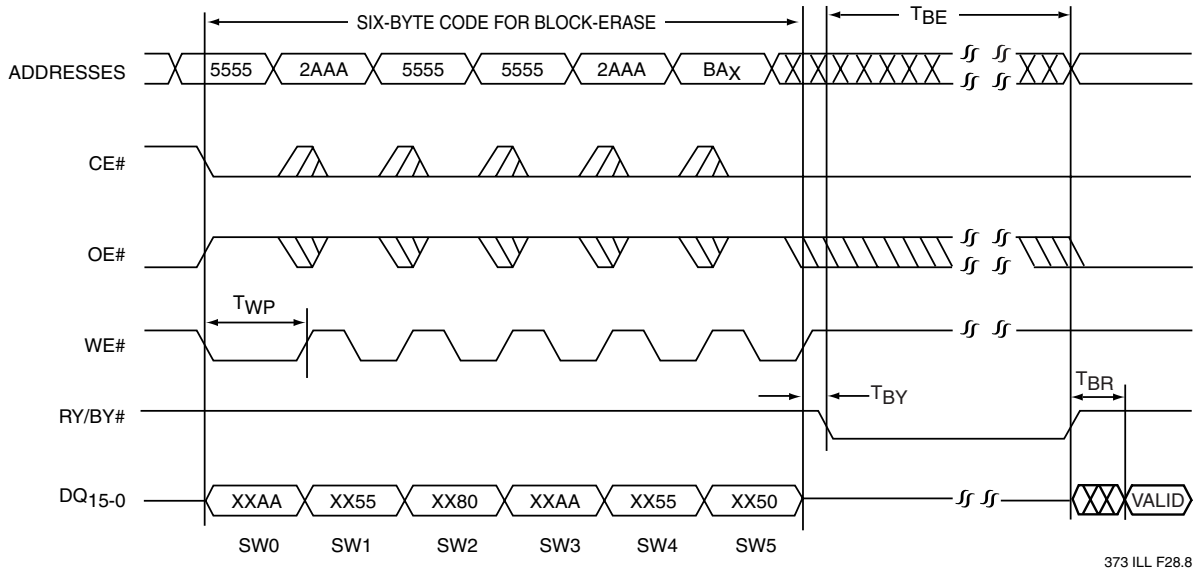 SIX-BYTE CODE FOR BLOCK-ERASE
TBE
ADDRESSES 5555 2AAA 5555 5555 2AAA BAX
CE#
OE#
TWP
WE#
TBR
TBY
RY/BY#
DQ15-0 XXAA XX55 XX80 XXAA XX55 XX50 VALID
SW0 SW1 SW2 SW3 SW4 SW5
373 ILL F28.8